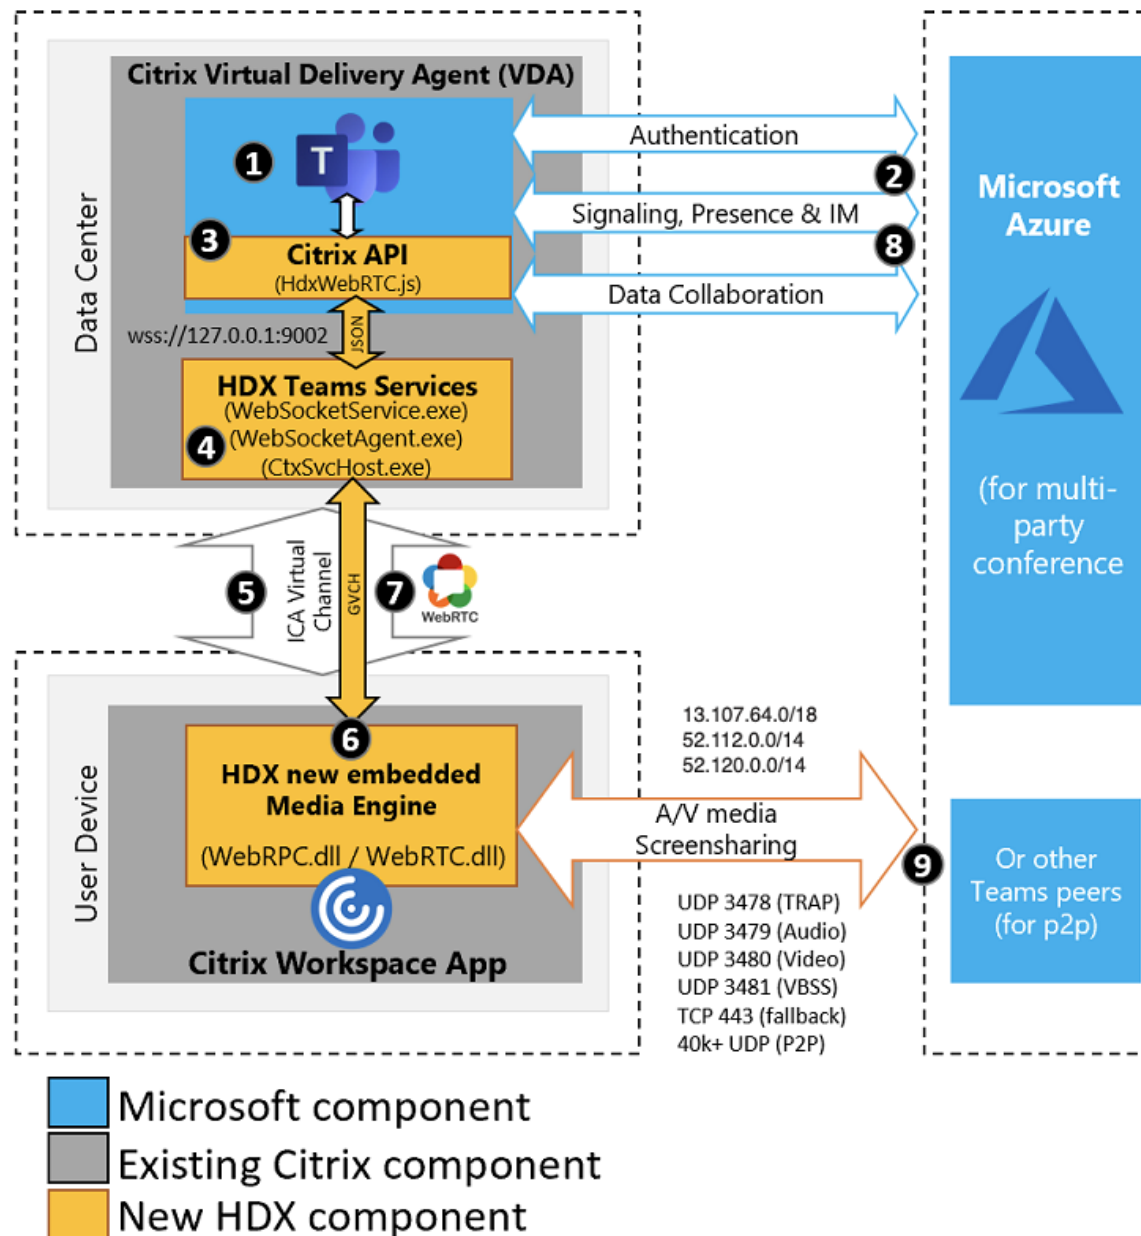 Citrix Virtual Delivery Agent (VDA)
Data Center
1
T
3
Citrix API
(HdxWebRTC.js)
wss://127.0.0.1:9002
JSON
HDX Teams Services
(WebSocketService.exe)
(WebSocketAgent.exe)
(CtxSvcHost.exe)
4
Authentication
2
Signaling, Presence & IM
8
Data Collaboration
Microsoft
Azure
(for multi-
party
conference
5
ICA Virtual
Channel
GVCH
7
WebRTC
User Device
6
HDX new embedded
Media Engine
(WebRPC.dll / WebRTC.dll)
Citrix Workspace App
13.107.64.0/18
52.112.0.0/14
52.120.0.0/14
A/V media
Screensharing
9
UDP 3478 (TRAP)
UDP 3479 (Audio)
UDP 3480 (Video)
UDP 3481 (VBSS)
TCP 443 (fallback)
40k+ UDP (P2P)
Or other
Teams peers
(for p2p)
Microsoft component
Existing Citrix component
New HDX component